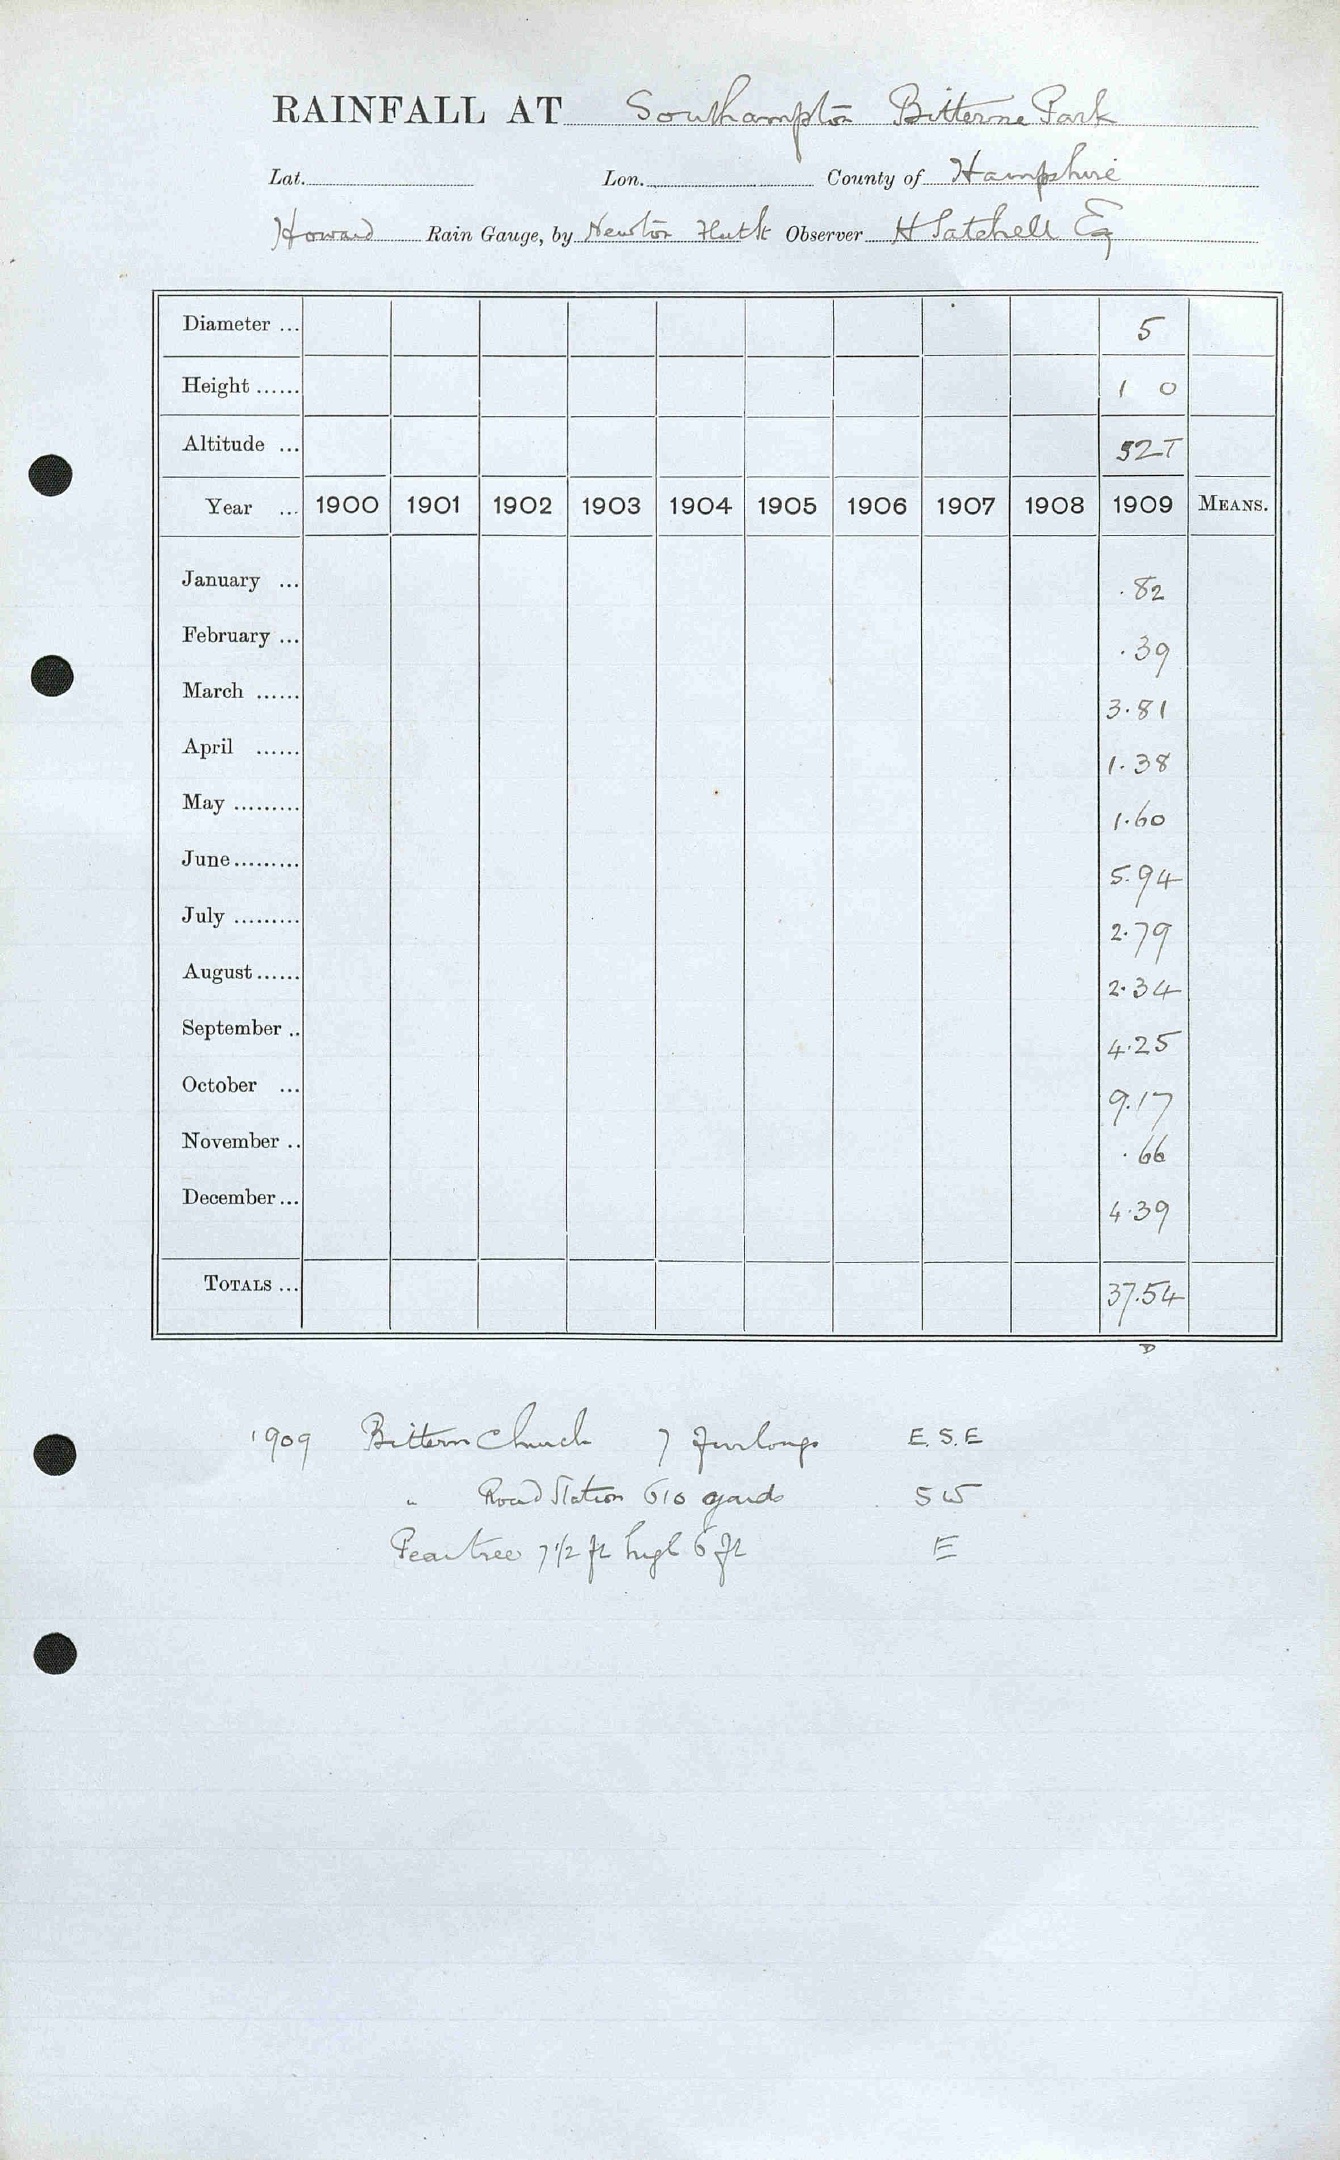 RAINFALL AT Southampton Bitterne Park
Lat. Lon. County of Hampshire
Howard Rain Gauge, by Newton Observer H Satchell Esq
Diameter ... 5
Height ...... 1 0
Altitude ... 52T
Year ... 1900 1901 1902 1903 1904 1905 1906 1907 1908 1909 MEANS.
January ... .82
February ... .39
March ...... 3.81
April ...... 1.38
May ......... 1.60
June ......... 5.94
July ......... 2.79
August ...... 2.34
September .. 4.25
October ... 9.17
November .. .66
December ... 4.39
TOTALS ... 37.54
D
1909 Bittern Church 7 furlongs E.S.E
" Road Station 610 yards SW
Peartree 7 1/2 ft high 6 ft E